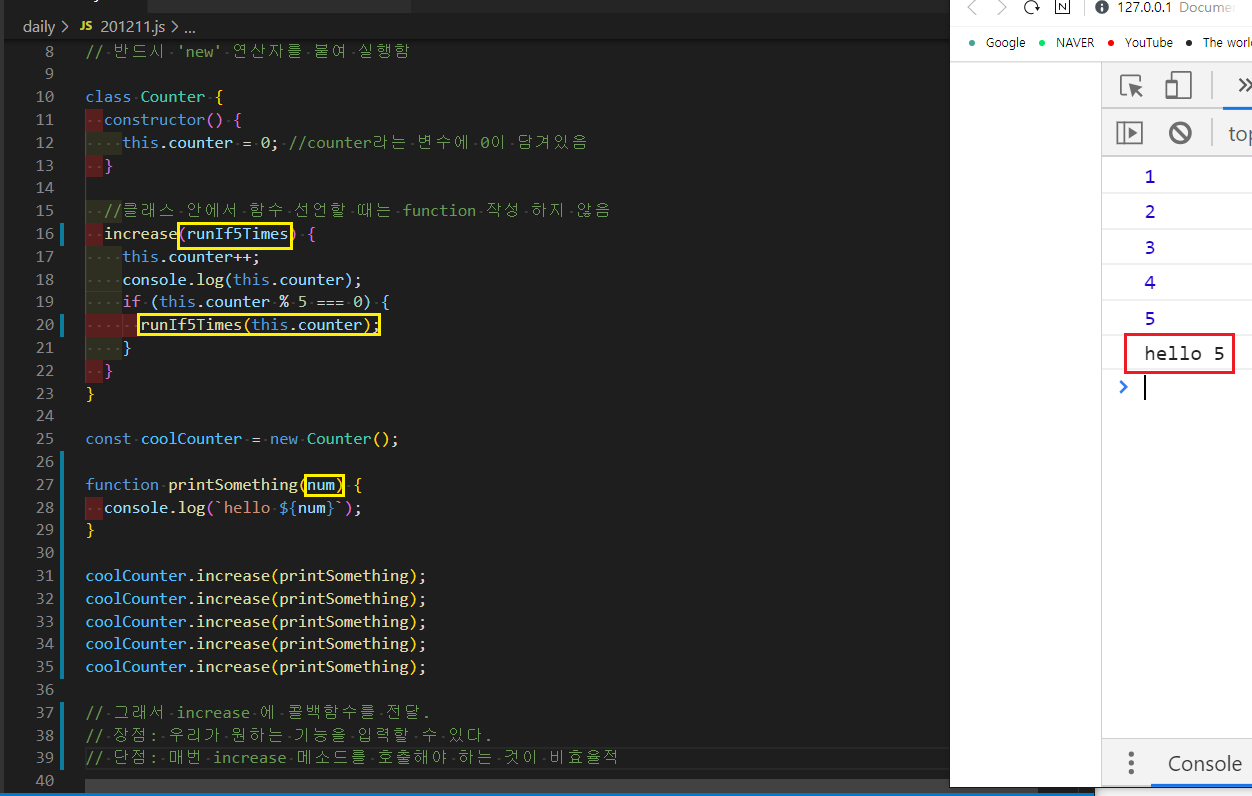 daily > JS 201211.js > ...
8 // 반드시 'new' 연산자를 붙여 실행함
9
10 class Counter {
11 constructor() {
12 this.counter = 0; //counter라는 변수에 0이 담겨있음
13 }
14
15 //클래스 안에서 함수 선언할 때는 function 작성 하지 않음
16 increase(runIf5Times) {
17 this.counter++;
18 console.log(this.counter);
19 if (this.counter % 5 === 0) {
20 runIf5Times(this.counter);
21 }
22 }
23 }
24
25 const coolCounter = new Counter();
26
27 function printSomething(num) {
28 console.log(`hello ${num}`);
29 }
30
31 coolCounter.increase(printSomething);
32 coolCounter.increase(printSomething);
33 coolCounter.increase(printSomething);
34 coolCounter.increase(printSomething);
35 coolCounter.increase(printSomething);
36
37 // 그래서 increase 에 콜백함수를 전달.
38 // 장점: 우리가 원하는 기능을 입력할 수 있다.
39 // 단점: 매번 increase 메소드를 호출해야 하는 것이 비효율적
40
N 127.0.0.1 Documen
Google NAVER YouTube The worl
top
1
2
3
4
5
hello 5
>
Console